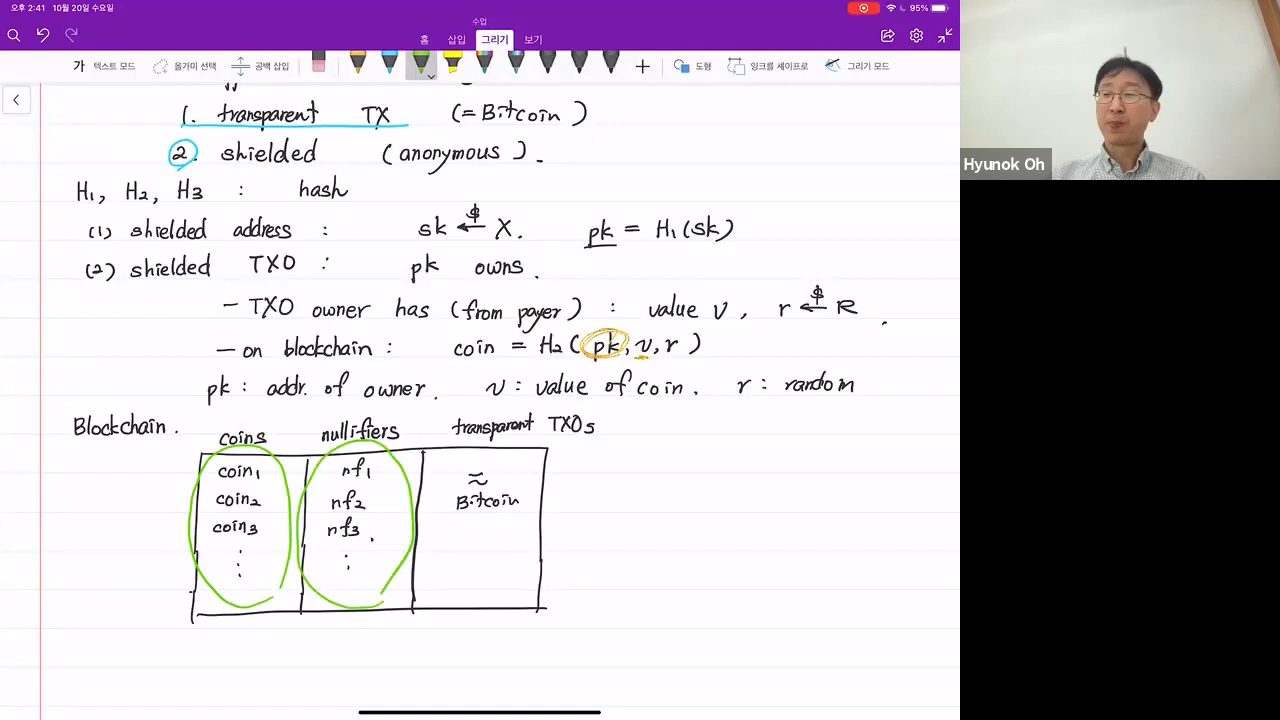 오후 2:41 10월 20일 수요일
95%
수업
홈 삽입 그리기 보기
가 텍스트 모드 올가미 선택 공백 삽입 도형 잉크를 셰이프로 그리기 모드
1. transparent TX (=Bitcoin)
2. shielded (anonymous).
H1, H2, H3 : hash
(1) shielded address : sk ←$ X. pk = H1(sk)
(2) shielded TXO : pk owns.
- TXO owner has (from payer) : value v, r ←$ R.
- on blockchain : coin = H2(pk, v, r)
pk : addr. of owner. v : value of coin. r : random
Blockchain. coins nullifiers transparent TXOs
coin1 nf1 ≈
coin2 nf2 Bitcoin
coin3 nf3.
⋮ ⋮
Hyunok Oh